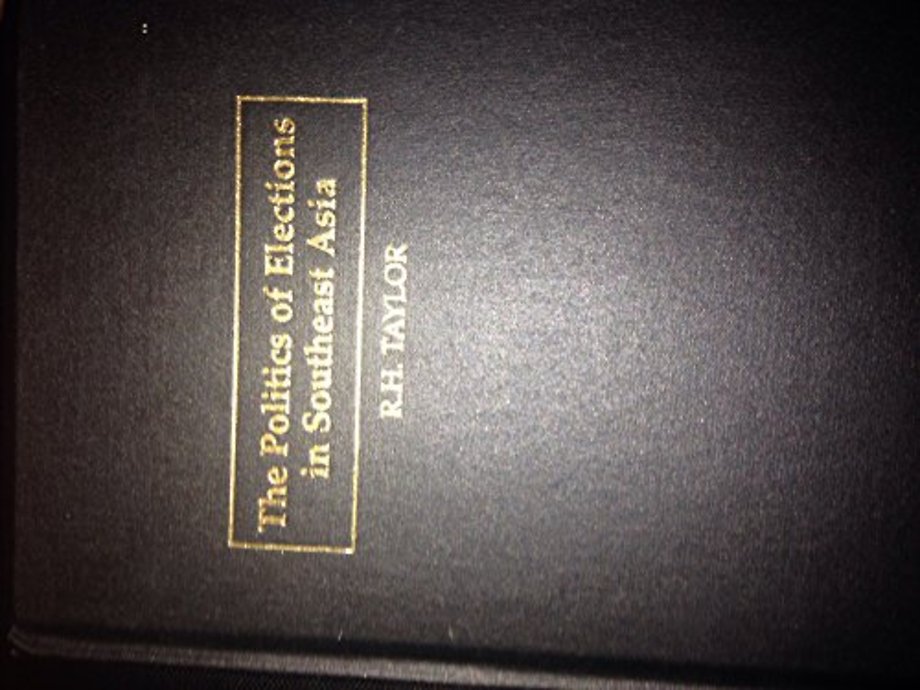 The Politics of Elections
in Southeast Asia
R.H. TAYLOR